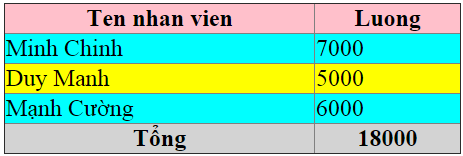 Ten nhan vien Luong
Minh Chinh 7000
Duy Manh 5000
Mạnh Cường 6000
Tổng 18000